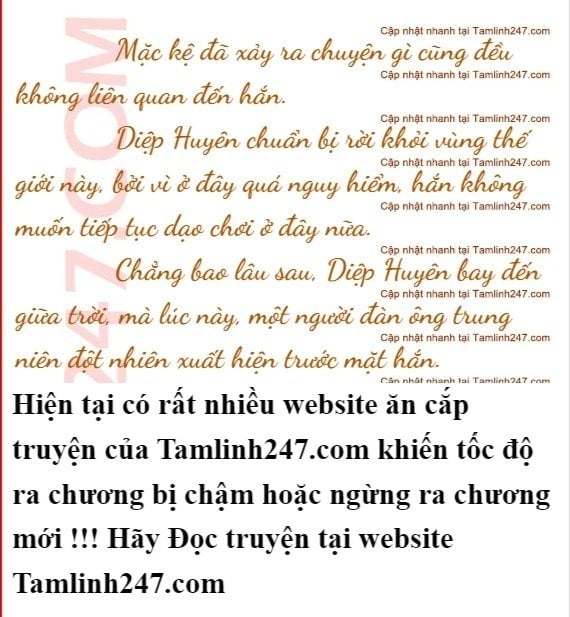 Cập nhật nhanh tại Tamlinh247.com
Mặc kệ đã xảy ra chuyện gì cũng đều
Cập nhật nhanh tại Tamlinh247.com
không liên quan đến hắn.
Cập nhật nhanh tại Tamlinh247.com
Diệp Huyên chuẩn bị rời khỏi vùng thế
Cập nhật nhanh tại Tamlinh247.com
giới này, bởi vì ở đây quá nguy hiểm, hắn không
Cập nhật nhanh tại Tamlinh247.com
muốn tiếp tục dạo chơi ở đây nữa.
Cập nhật nhanh tại Tamlinh247.com
Chẳng bao lâu sau, Diệp Huyên bay đến
Cập nhật nhanh tại Tamlinh247.com
giữa trời, mà lúc này, một người đàn ông trung
Cập nhật nhanh tại Tamlinh247.com
niên đột nhiên xuất hiện trước mặt hắn.
Cập nhật nhanh tại Tamlinh247.com
247.COM
Hiện tại có rất nhiều website ăn cắp
truyện của Tamlinh247.com khiến tốc độ
ra chương bị chậm hoặc ngừng ra chương
mới !!! Hãy Đọc truyện tại website
Tamlinh247.com